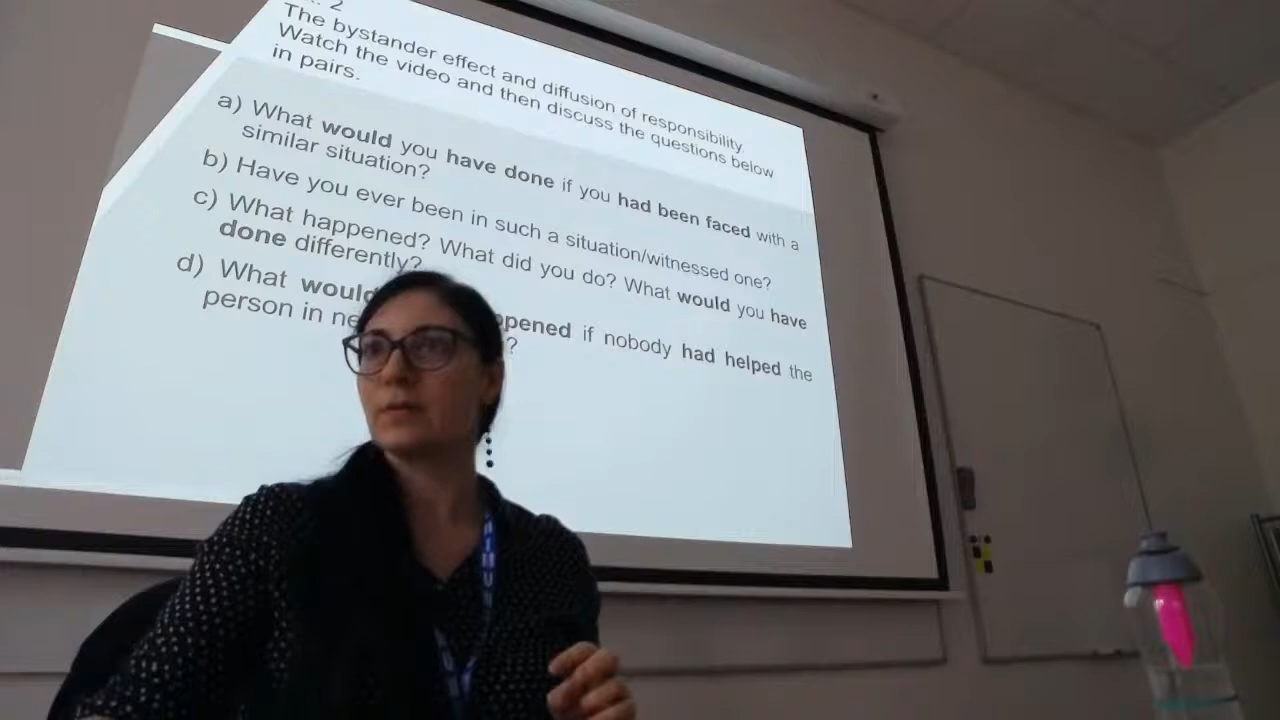 2
The bystander effect and diffusion of responsibility.
Watch the video and then discuss the questions below
in pairs.
a) What would you have done if you had been faced with a
similar situation?
b) Have you ever been in such a situation/witnessed one?
c) What happened? What did you do? What would you have
done differently?
d) What would opened if nobody had helped the
person in ne ?